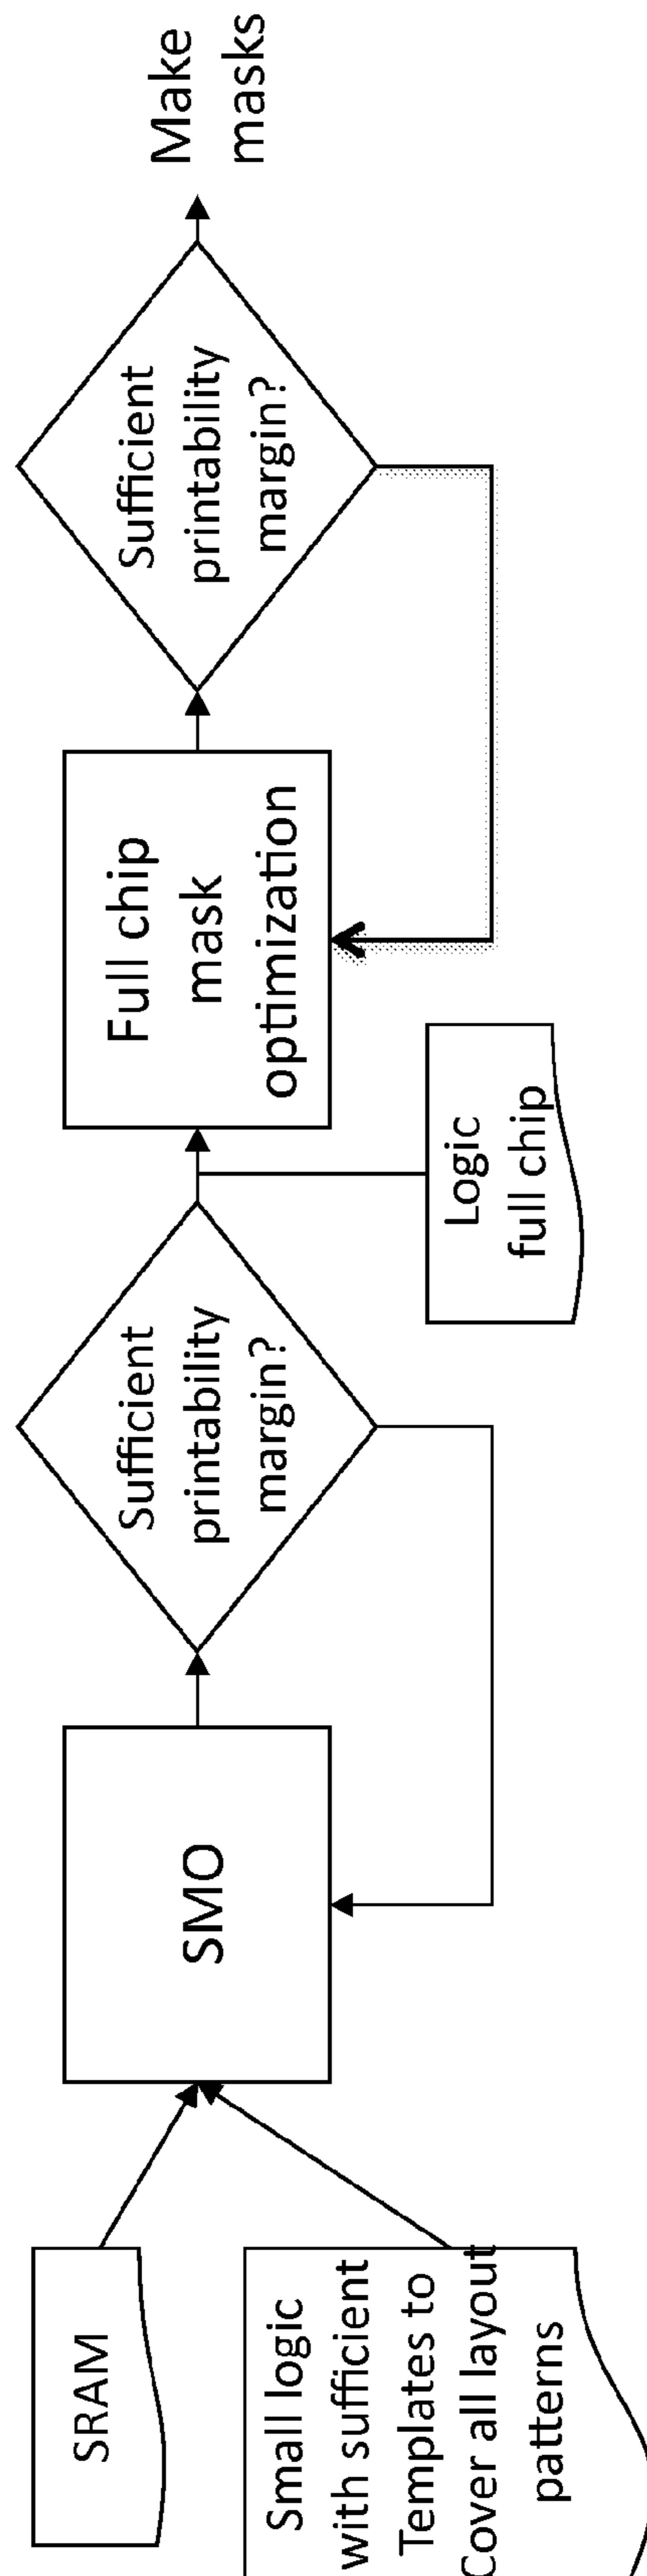 SRAM
Small logic
with sufficient
Templates to
Cover all layout
patterns
SMO
Sufficient
printability
margin?
Logic
full chip
Full chip
mask
optimization
Sufficient
printability
margin?
Make
masks